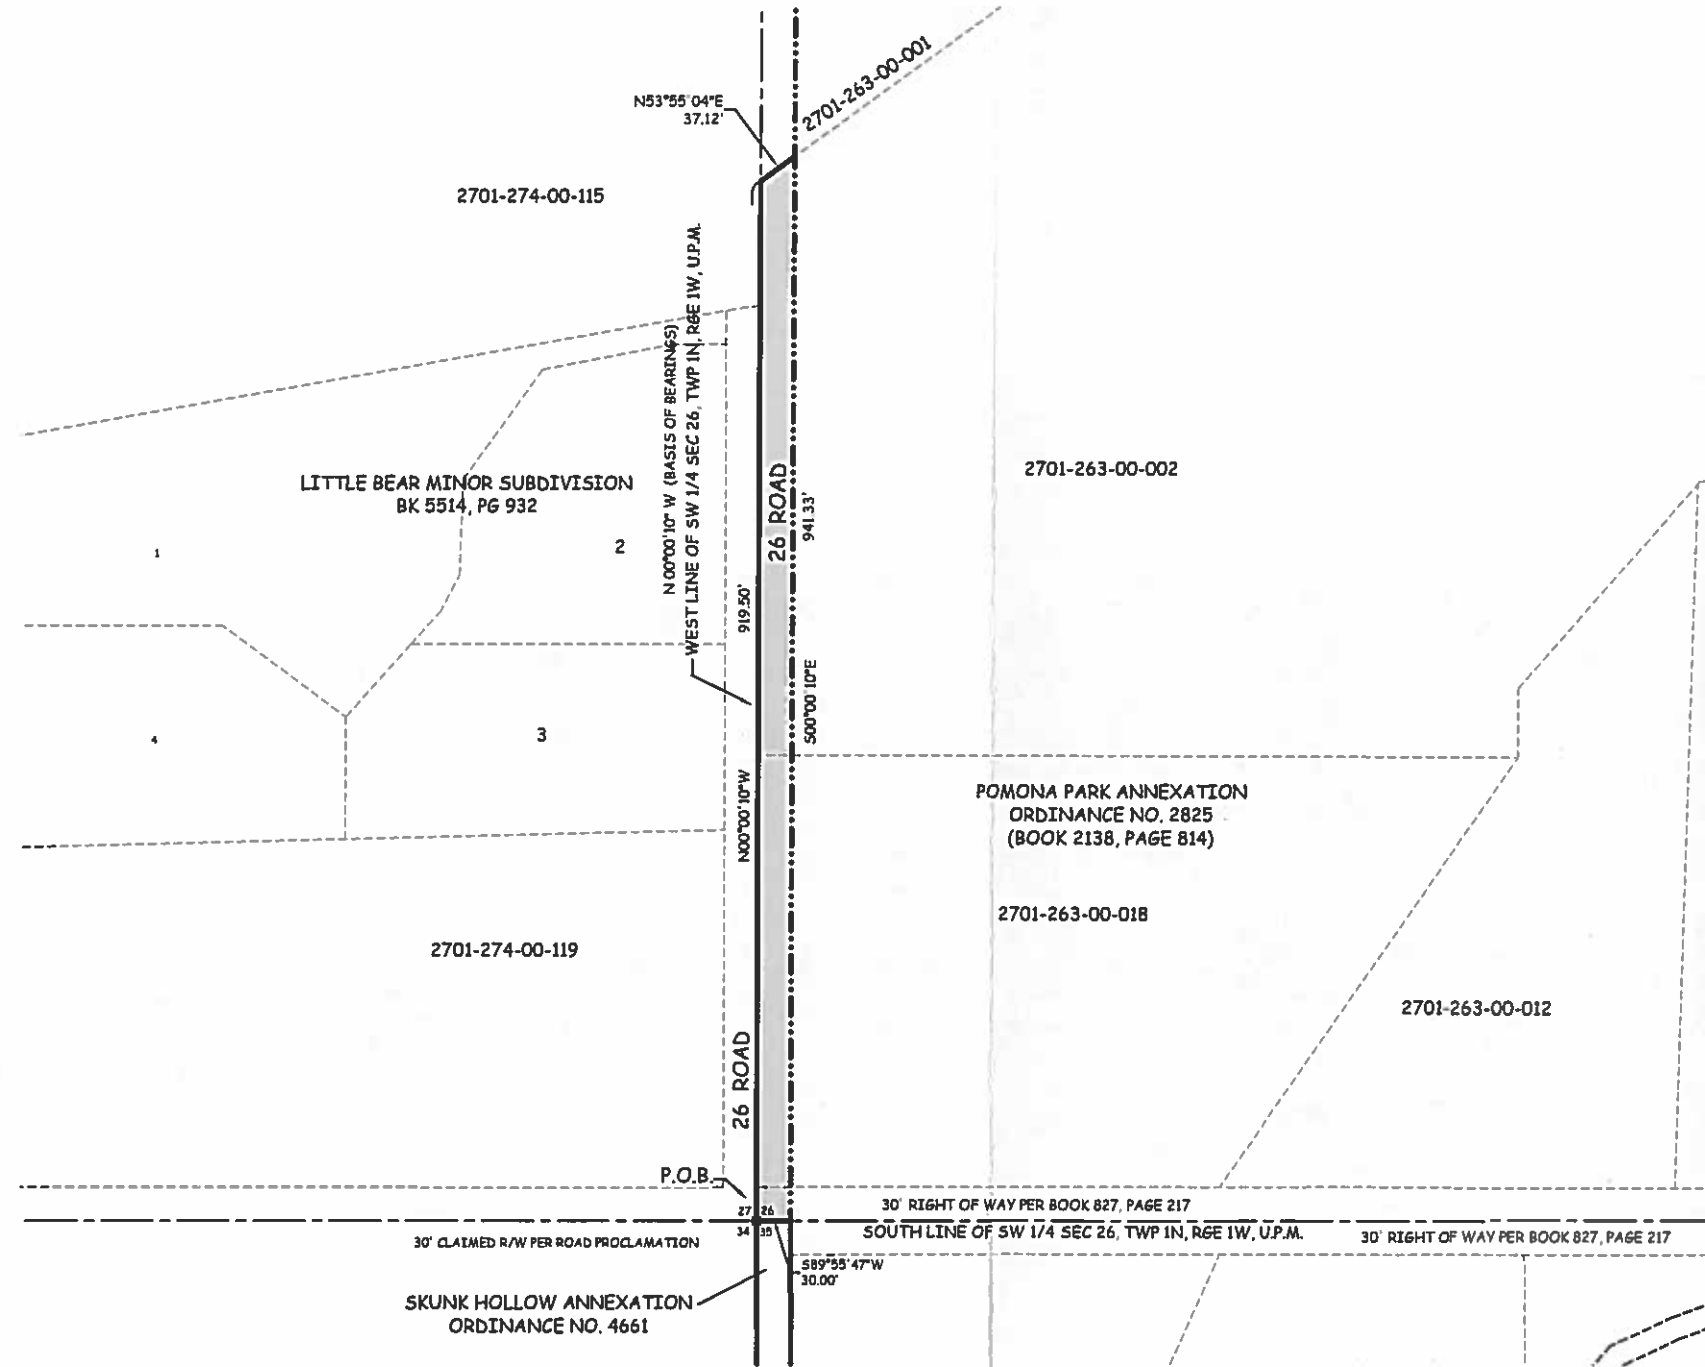 N53°55'04"E
37.12'
2701-263-00-001
2701-274-00-115
N 00°00'10" W (BASIS OF BEARINGS)
WEST LINE OF SW 1/4 SEC 26, TWP 1N, RGE 1W, U.P.M.
26 ROAD
941.33'
2701-263-00-002
LITTLE BEAR MINOR SUBDIVISION
BK 5514, PG 932
1
2
919.50'
S00°00'10"E
4
3
N00°00'10"W
POMONA PARK ANNEXATION
ORDINANCE NO. 2825
(BOOK 2138, PAGE 814)
2701-263-00-018
2701-274-00-119
2701-263-00-012
26 ROAD
P.O.B.
27 26
34 35
30' RIGHT OF WAY PER BOOK 827, PAGE 217
SOUTH LINE OF SW 1/4 SEC 26, TWP 1N, RGE 1W, U.P.M.
30' RIGHT OF WAY PER BOOK 827, PAGE 217
30' CLAIMED R/W PER ROAD PROCLAMATION
S89°55'47"W
30.00'
SKUNK HOLLOW ANNEXATION
ORDINANCE NO. 4661